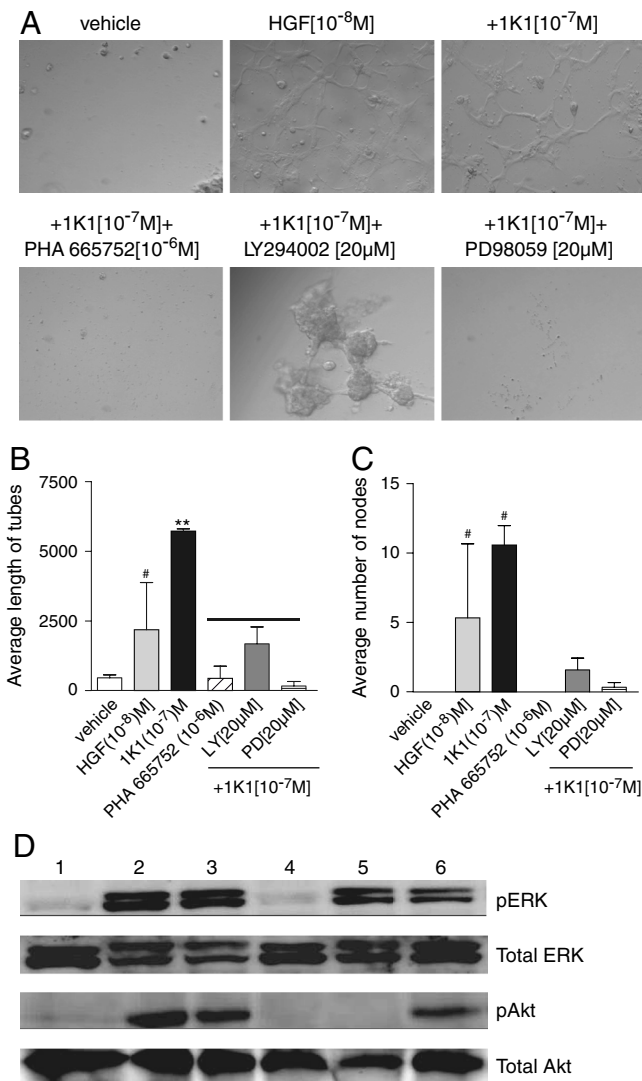 A
vehicle
HGF[10⁻⁸M]
+1K1[10⁻⁷M]
+1K1[10⁻⁷M]+
PHA 665752[10⁻⁶M]
+1K1[10⁻⁷M]+
LY294002 [20µM]
+1K1[10⁻⁷M]+
PD98059 [20µM]
B
Average length of tubes
7500
5000
2500
0
#
**
vehicle
HGF(10⁻⁸)M]
1K1(10⁻⁷)M
PHA 665752 (10⁻⁶M)
LY[20µM]
PD[20µM]
+1K1[10⁻⁷M]
C
Average number of nodes
15
10
5
0
#
#
vehicle
HGF(10⁻⁸)M]
1K1(10⁻⁷)M
PHA 665752 (10⁻⁶M)
LY[20µM]
PD[20µM]
+1K1[10⁻⁷M]
D
1 2 3 4 5 6
pERK
Total ERK
pAkt
Total Akt